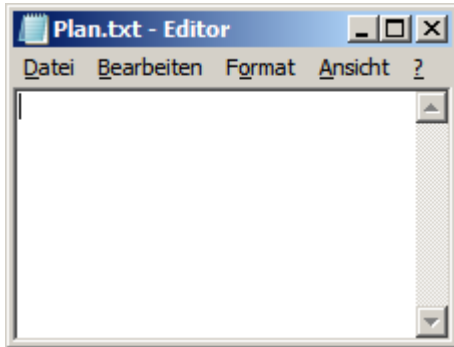 Plan.txt - Editor
Datei Bearbeiten Format Ansicht ?